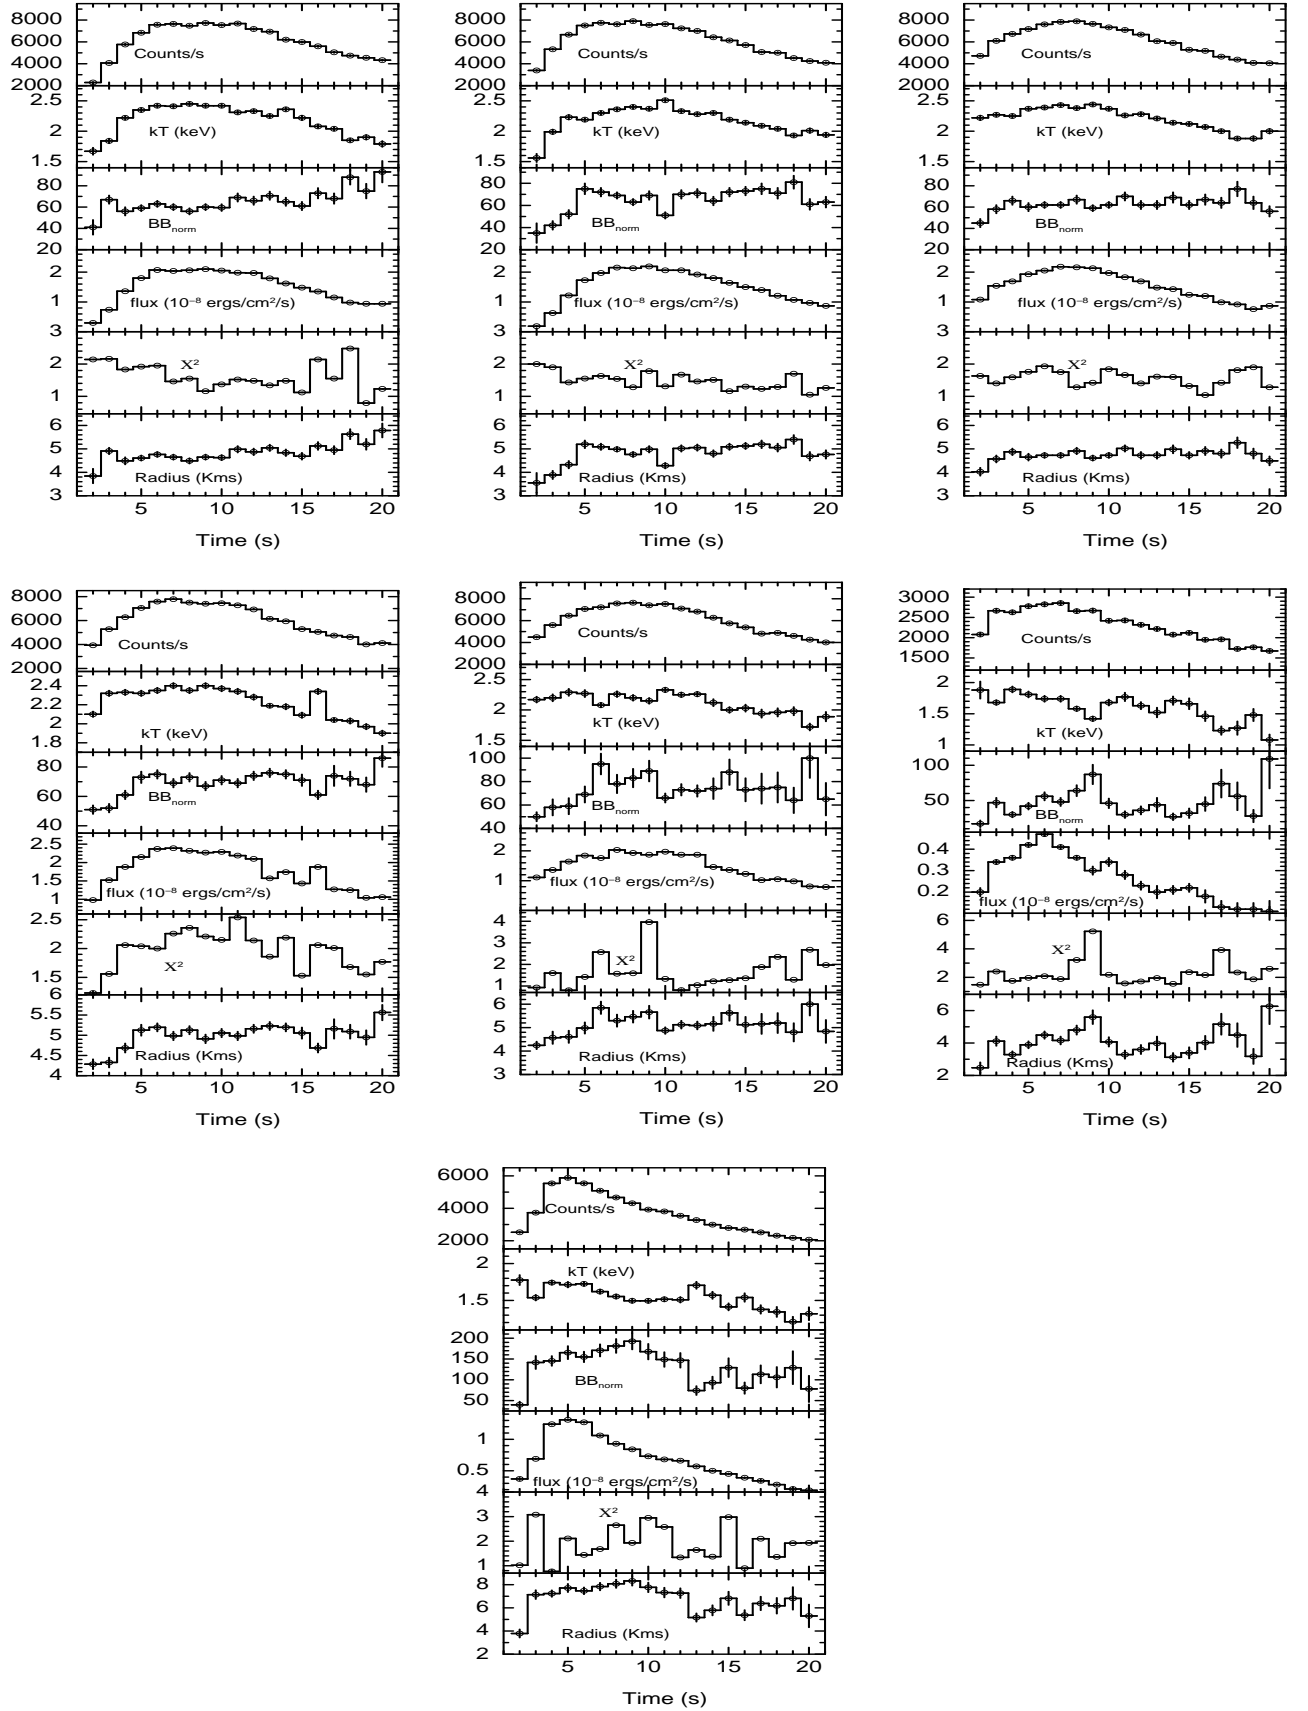 8000
6000
4000
2000
Counts/s
2.5
2
1.5
kT (keV)
80
60
40
20
BBnorm
2
1
flux (10⁻⁸ ergs/cm²/s)
3
2
1
X²
6
5
4
3
Radius (Kms)
5 10 15 20
Time (s)
8000
6000
4000
2000
Counts/s
2.5
2
1.5
kT (keV)
80
60
40
20
BBnorm
2
1
flux (10⁻⁸ ergs/cm²/s)
3
2
1
X²
6
5
4
3
Radius (Kms)
5 10 15 20
Time (s)
8000
6000
4000
2000
Counts/s
2.5
2
1.5
kT (keV)
80
60
40
20
BBnorm
2
1
flux (10⁻⁸ ergs/cm²/s)
3
2
1
X²
6
5
4
3
Radius (Kms)
5 10 15 20
Time (s)
8000
6000
4000
2000
Counts/s
2.4
2.2
2
1.8
kT (keV)
80
60
40
BBnorm
2.5
2
1.5
1
flux (10⁻⁸ ergs/cm²/s)
2.5
2
1.5
X²
6
5.5
5
4.5
4
Radius (Kms)
5 10 15 20
Time (s)
8000
6000
4000
2000
Counts/s
2.5
2
1.5
kT (keV)
100
80
60
40
BBnorm
2
1
flux (10⁻⁸ ergs/cm²/s)
4
3
2
1
X²
6
5
4
3
Radius (Kms)
5 10 15 20
Time (s)
3000
2500
2000
1500
Counts/s
2
1.5
1
kT (keV)
100
50
BBnorm
0.4
0.3
0.2
flux (10⁻⁸ ergs/cm²/s)
6
4
2
X²
6
4
2
Radius (Kms)
5 10 15 20
Time (s)
6000
4000
2000
Counts/s
2
1.5
kT (keV)
200
150
100
50
BBnorm
1
0.5
flux (10⁻⁸ ergs/cm²/s)
4
3
2
1
X²
8
6
4
2
Radius (Kms)
5 10 15 20
Time (s)